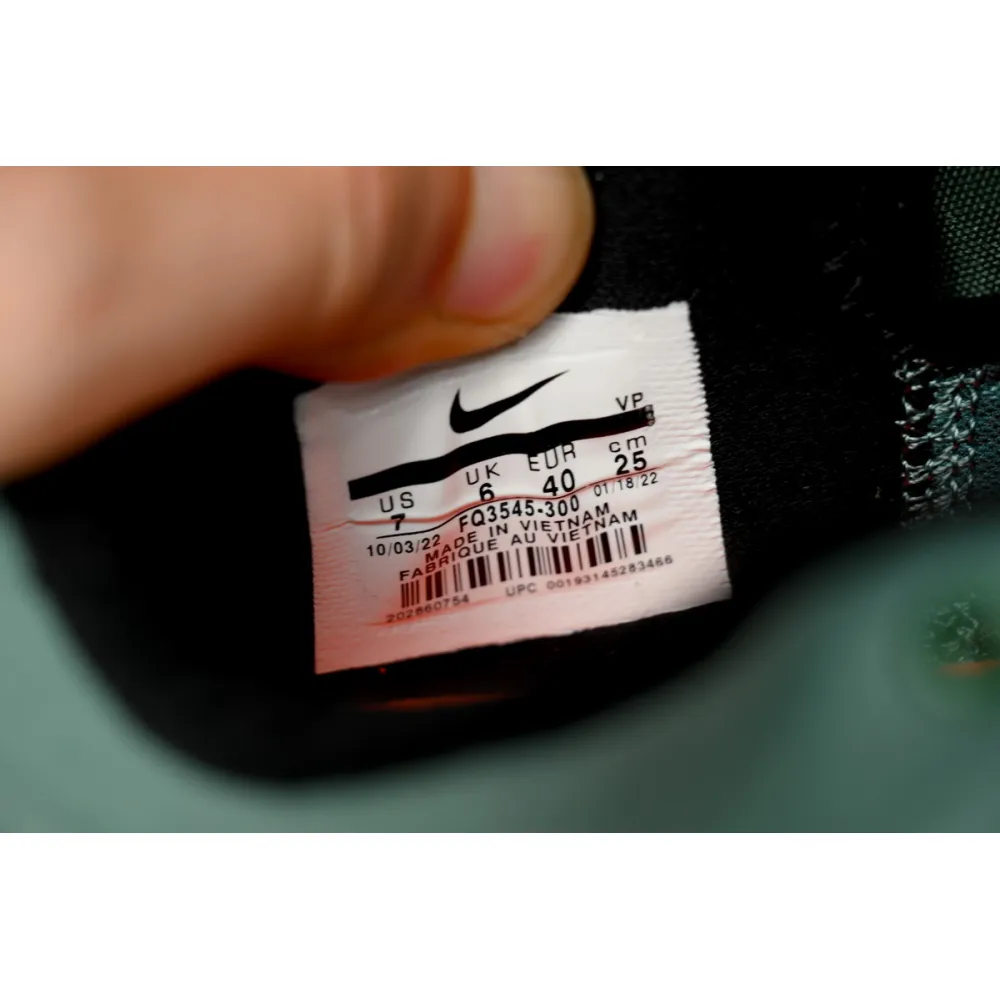 VP
US UK EUR cm
7 6 40 25
10/03/22 FQ3545-300 01/18/22
MADE IN VIETNAM
FABRIQUE AU VIETNAM
202860754 UPC 00193145283466